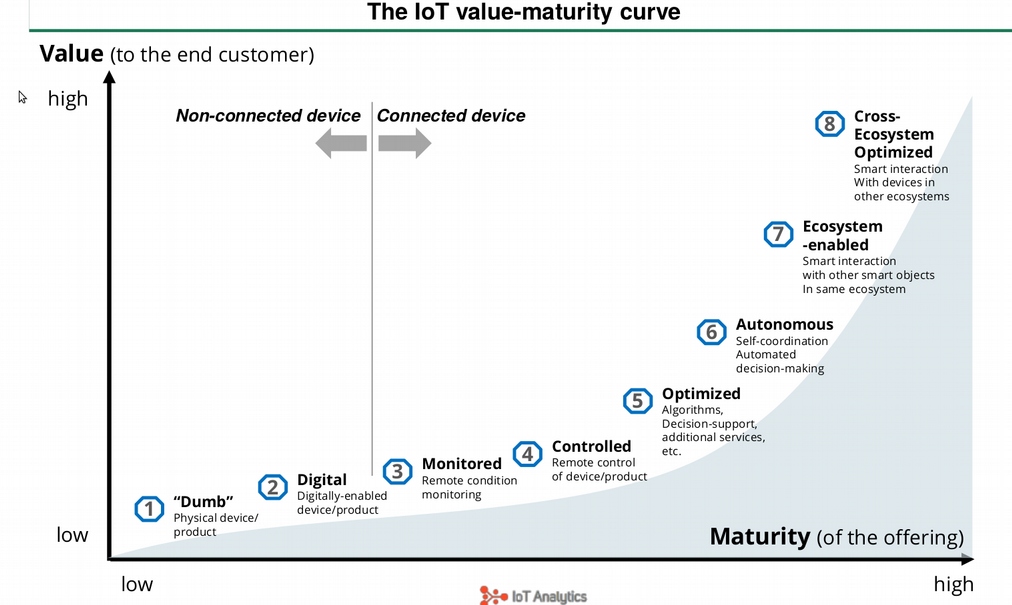 The IoT value-maturity curve
Value (to the end customer)
high
Non-connected device
Connected device
8
Cross-
Ecosystem
Optimized
Smart interaction
With devices in
other ecosystems
7
Ecosystem
-enabled
Smart interaction
with other smart objects
In same ecosystem
6
Autonomous
Self-coordination
Automated
decision-making
5
Optimized
Algorithms,
Decision-support,
additional services,
etc.
4
Controlled
Remote control
of device/product
3
Monitored
Remote condition
monitoring
2
Digital
Digitally-enabled
device/product
1
“Dumb”
Physical device/
product
low
Maturity (of the offering)
low
high
IoT Analytics